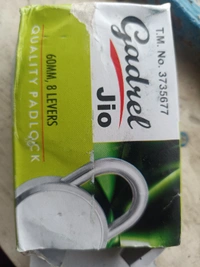 T.M. No. 3735677
Gadrel
Jio
60MM, 8 LEVERS
QUALITY PADLOCK